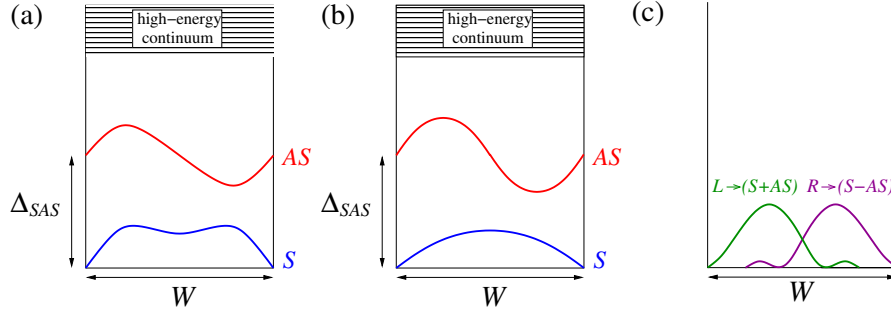 (a)
high−energy
continuum
AS
Δ_SAS
S
W
(b)
high−energy
continuum
AS
Δ_SAS
S
W
(c)
L→(S+AS) R→(S−AS)
W